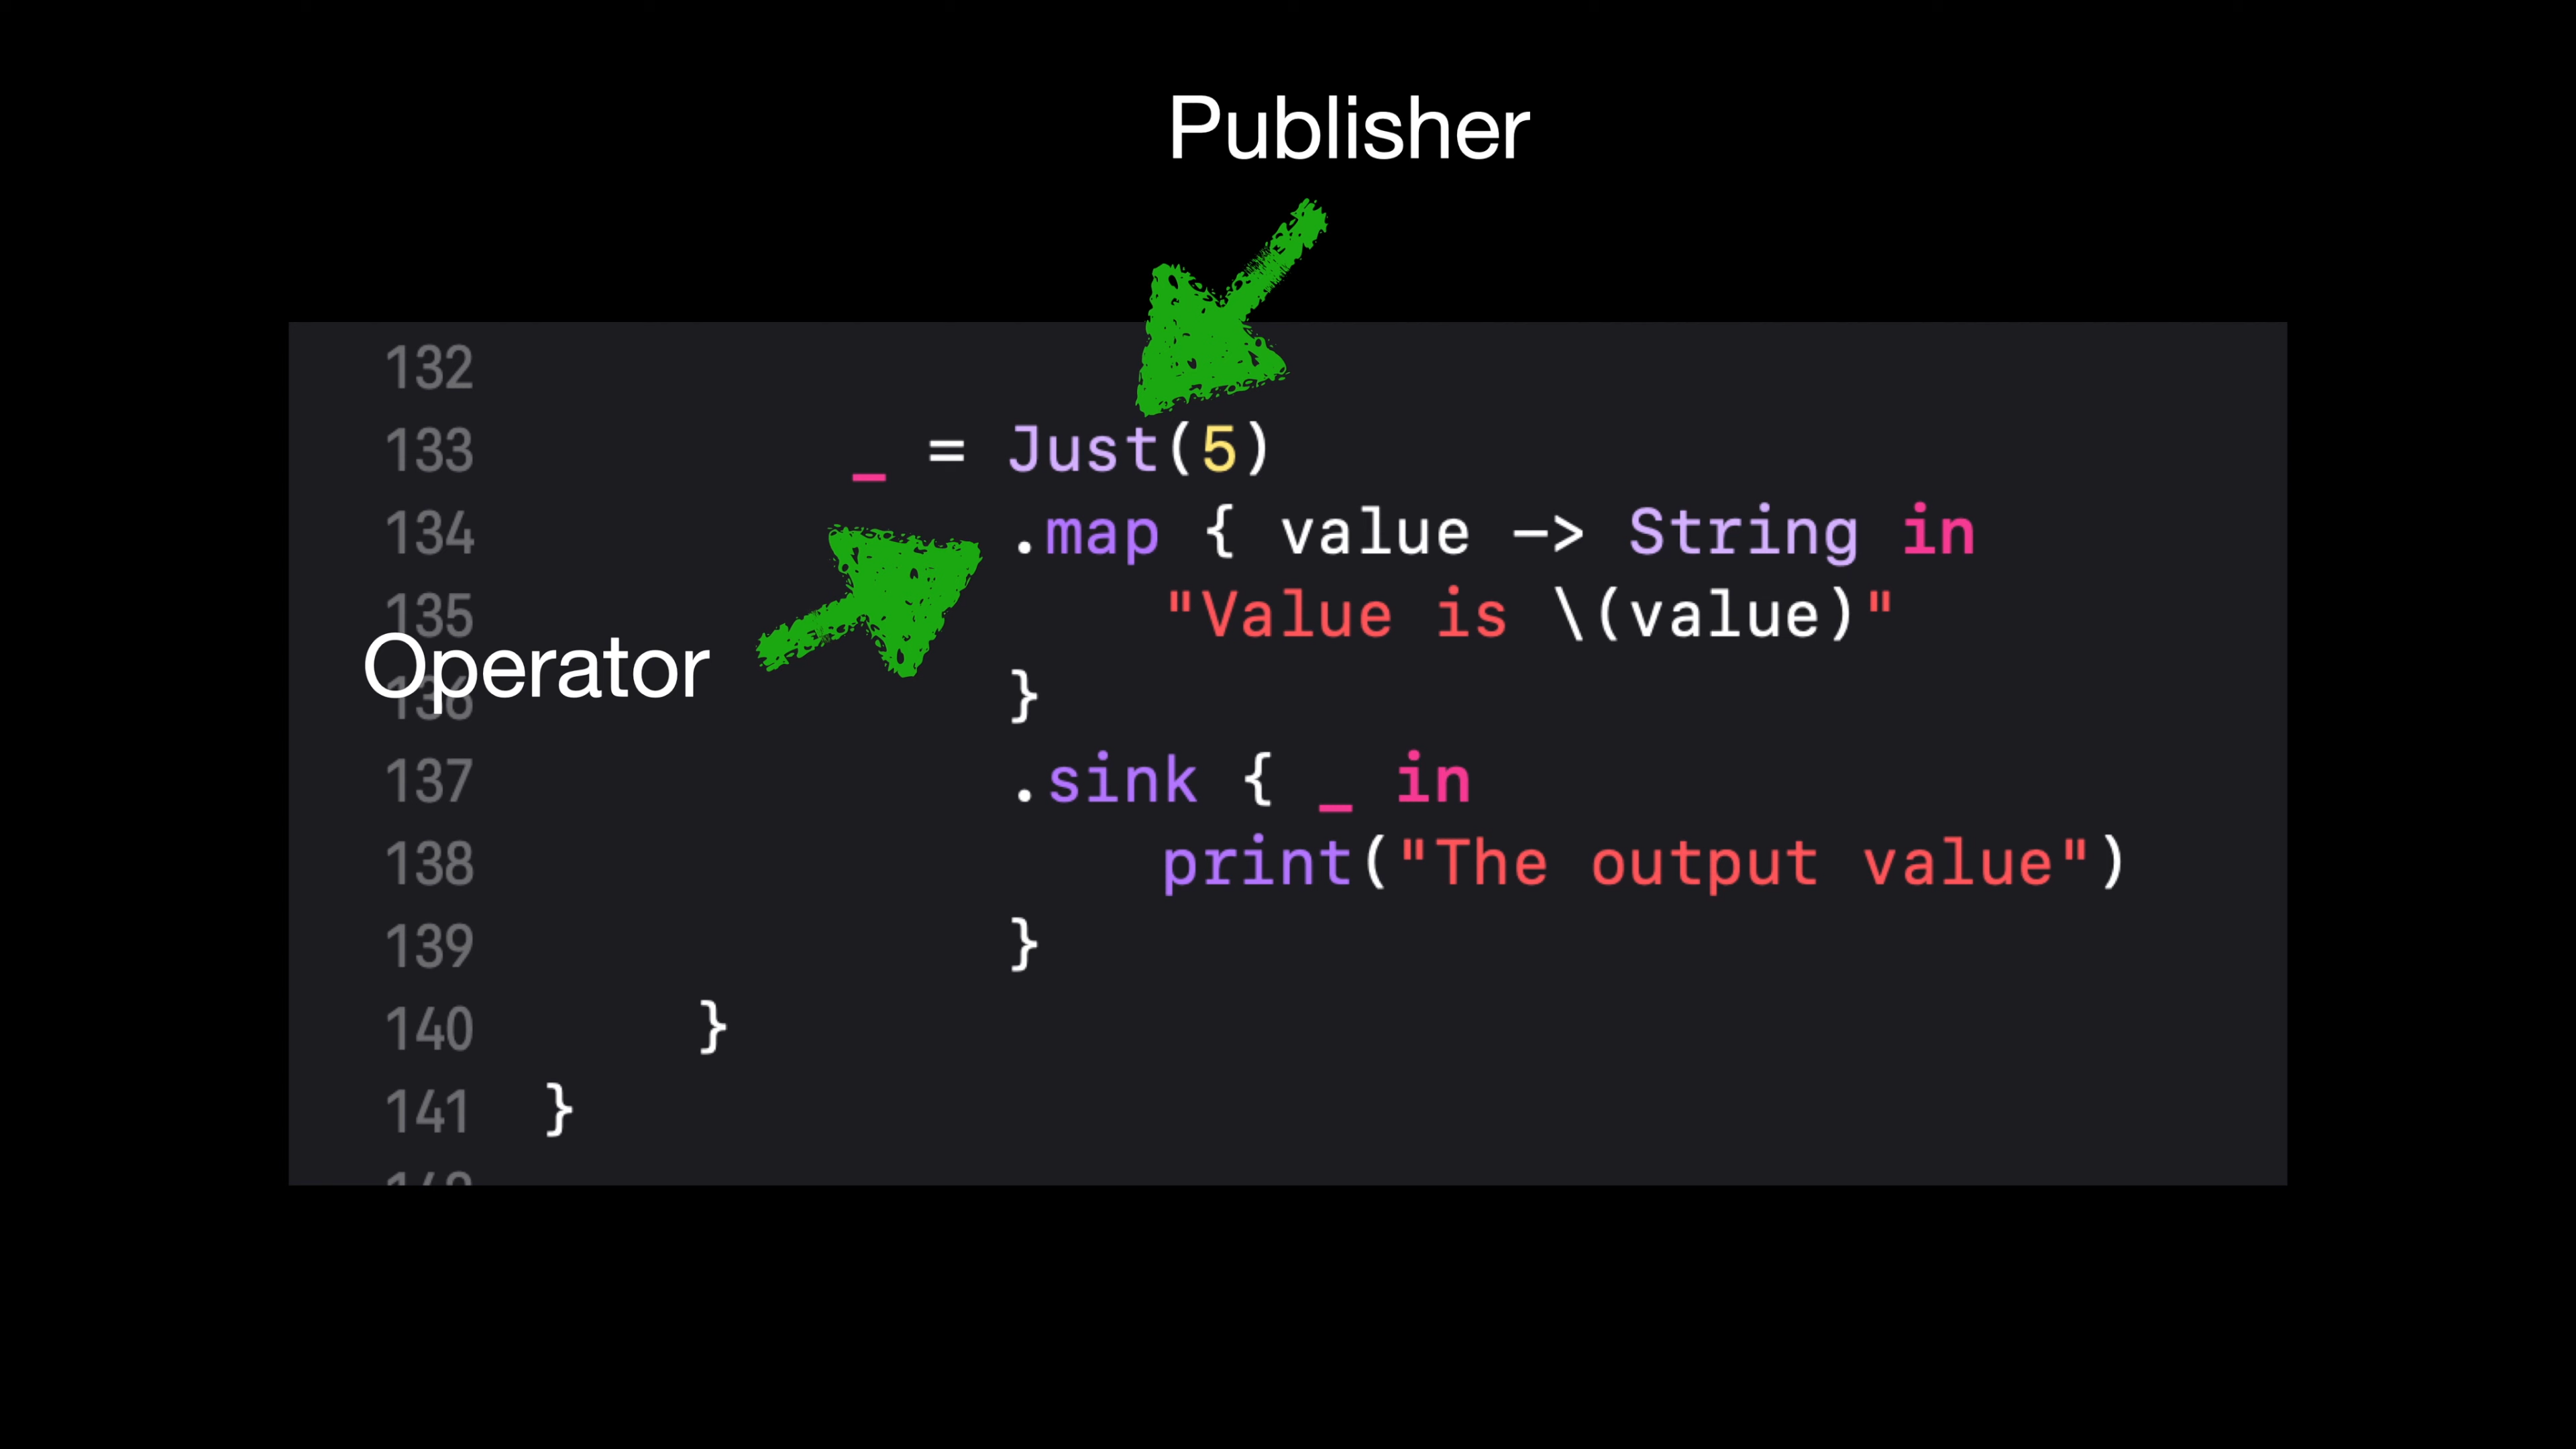 Publisher
132
133 _ = Just(5)
134 .map { value -> String in
135 "Value is \(value)"
Operator
136 }
137 .sink { _ in
138 print("The output value")
139 }
140 }
141 }